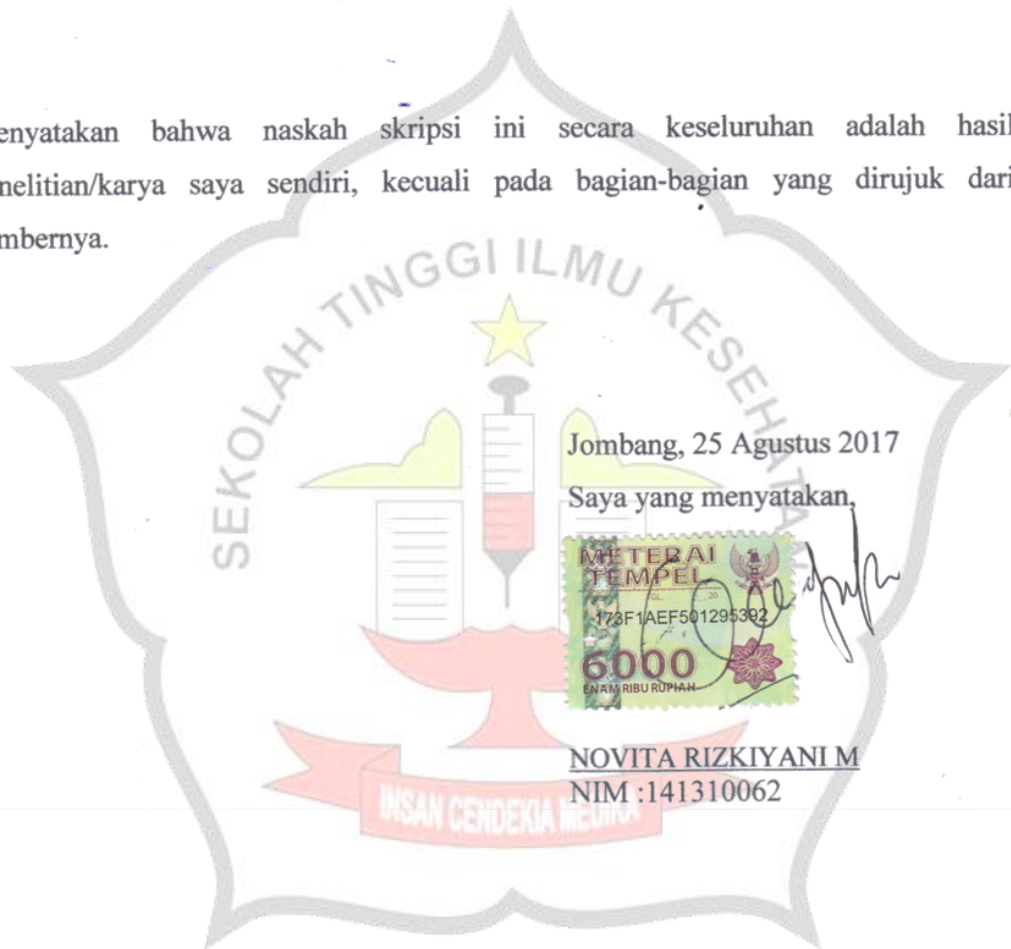 enyatakan bahwa naskah skripsi ini secara keseluruhan adalah hasil
nelitian/karya saya sendiri, kecuali pada bagian-bagian yang dirujuk dari
mbernya.
SEKOLAH TINGGI ILMU KESEHATAN
Jombang, 25 Agustus 2017
Saya yang menyatakan,
METERAI
TEMPEL
TGL. 20
173F1AEF501295392
6000
ENAM RIBU RUPIAH
NOVITA RIZKIYANI M
NIM :141310062
INSAN CENDEKIA MEDIKA